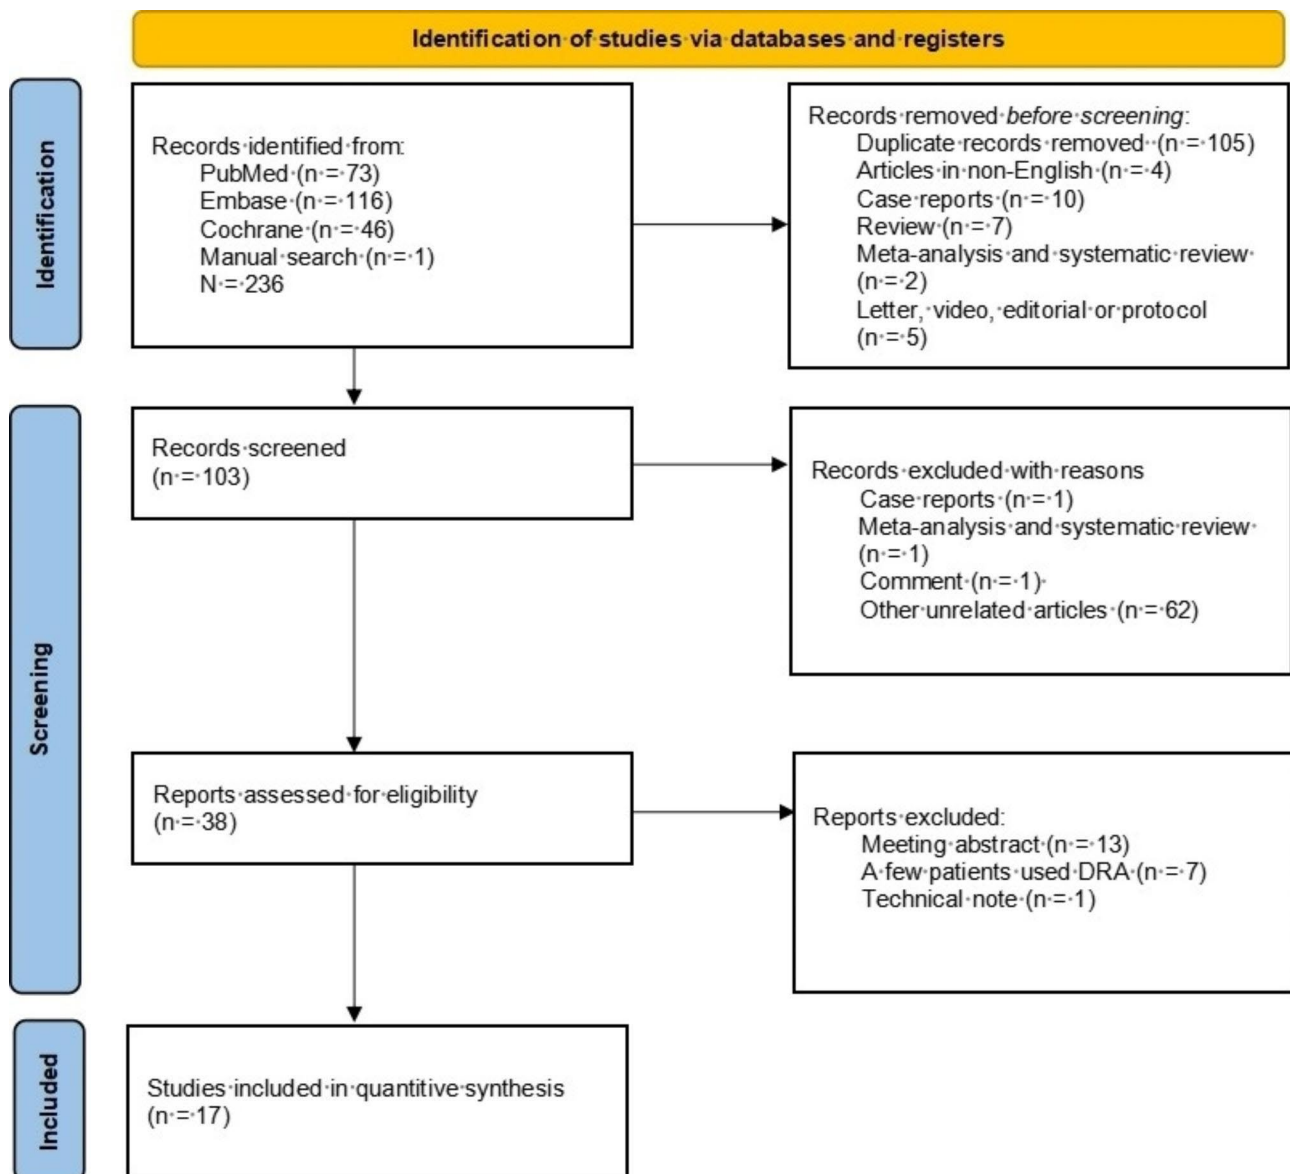 Identification of studies via databases and registers
Identification
Records identified from:
PubMed (n = 73)
Embase (n = 116)
Cochrane (n = 46)
Manual search (n = 1)
N = 236
Records removed before screening:
Duplicate records removed (n = 105)
Articles in non-English (n = 4)
Case reports (n = 10)
Review (n = 7)
Meta-analysis and systematic review
(n = 2)
Letter, video, editorial or protocol
(n = 5)
Screening
Records screened
(n = 103)
Records excluded with reasons
Case reports (n = 1)
Meta-analysis and systematic review
(n = 1)
Comment (n = 1)
Other unrelated articles (n = 62)
Reports assessed for eligibility
(n = 38)
Reports excluded:
Meeting abstract (n = 13)
A few patients used DRA (n = 7)
Technical note (n = 1)
Included
Studies included in quantitive synthesis
(n = 17)